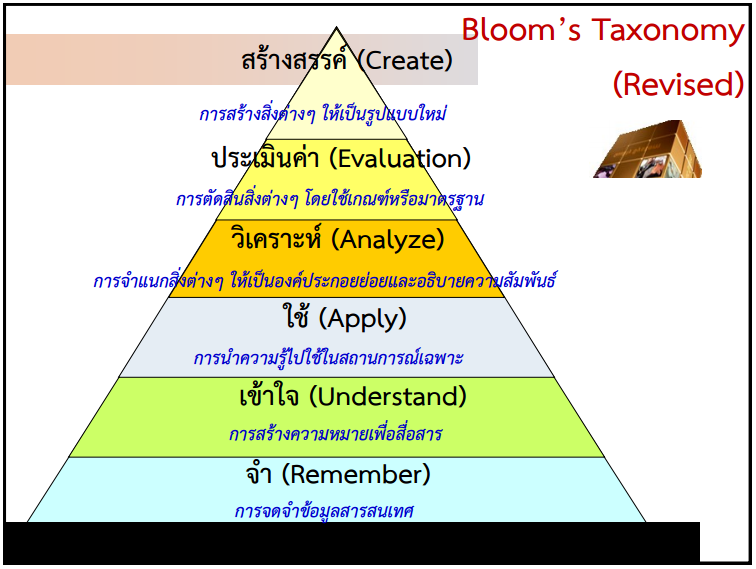 Bloom's Taxonomy
(Revised)
สร้างสรรค์ (Create)
การสร้างสิ่งต่างๆ ให้เป็นรูปแบบใหม่
ประเมินค่า (Evaluation)
การตัดสินสิ่งต่างๆ โดยใช้เกณฑ์หรือมาตรฐาน
วิเคราะห์ (Analyze)
การจำแนกสิ่งต่างๆ ให้เป็นองค์ประกอยย่อยและอธิบายความสัมพันธ์
ใช้ (Apply)
การนำความรู้ไปใช้ในสถานการณ์เฉพาะ
เข้าใจ (Understand)
การสร้างความหมายเพื่อสื่อสาร
จำ (Remember)
การจดจำข้อมูลสารสนเทศ